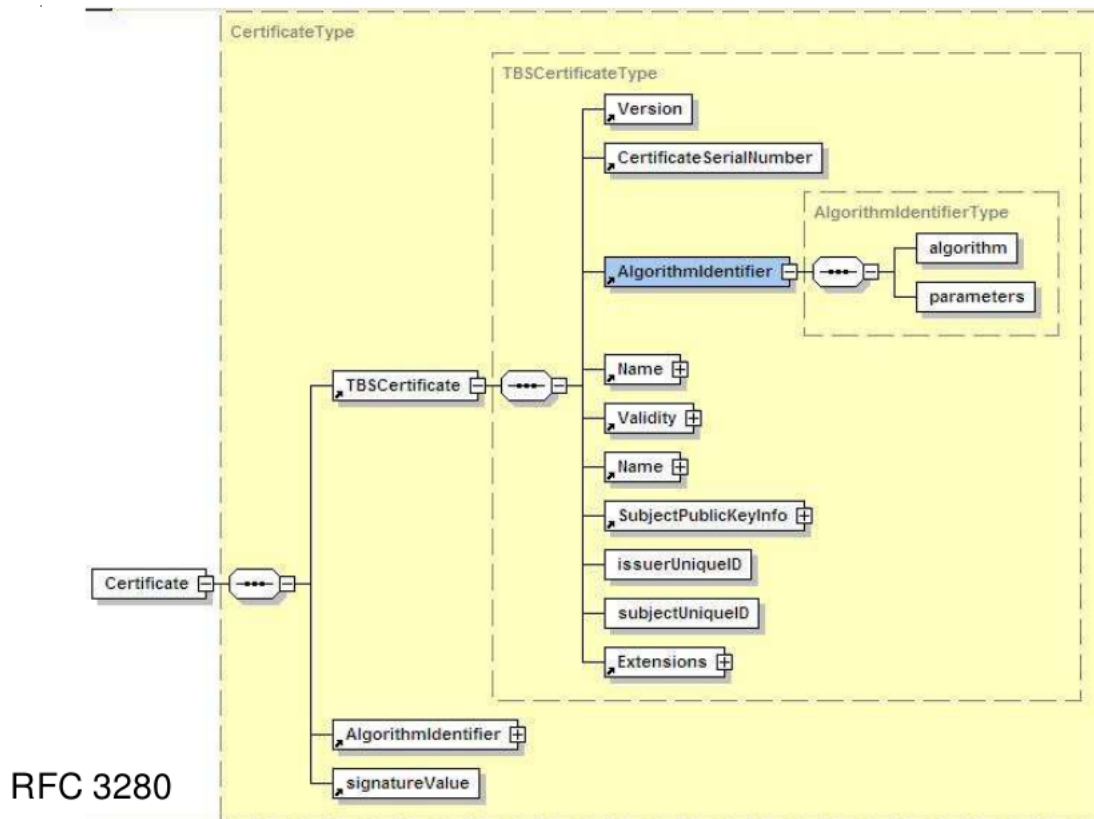 CertificateType
TBSCertificateType
Version
CertificateSerialNumber
AlgorithmIdentifierType
algorithm
AlgorithmIdentifier
parameters
Name
TBSCertificate
Validity
Name
SubjectPublicKeyInfo
issuerUniqueID
Certificate
subjectUniqueID
Extensions
AlgorithmIdentifier
signatureValue
RFC 3280